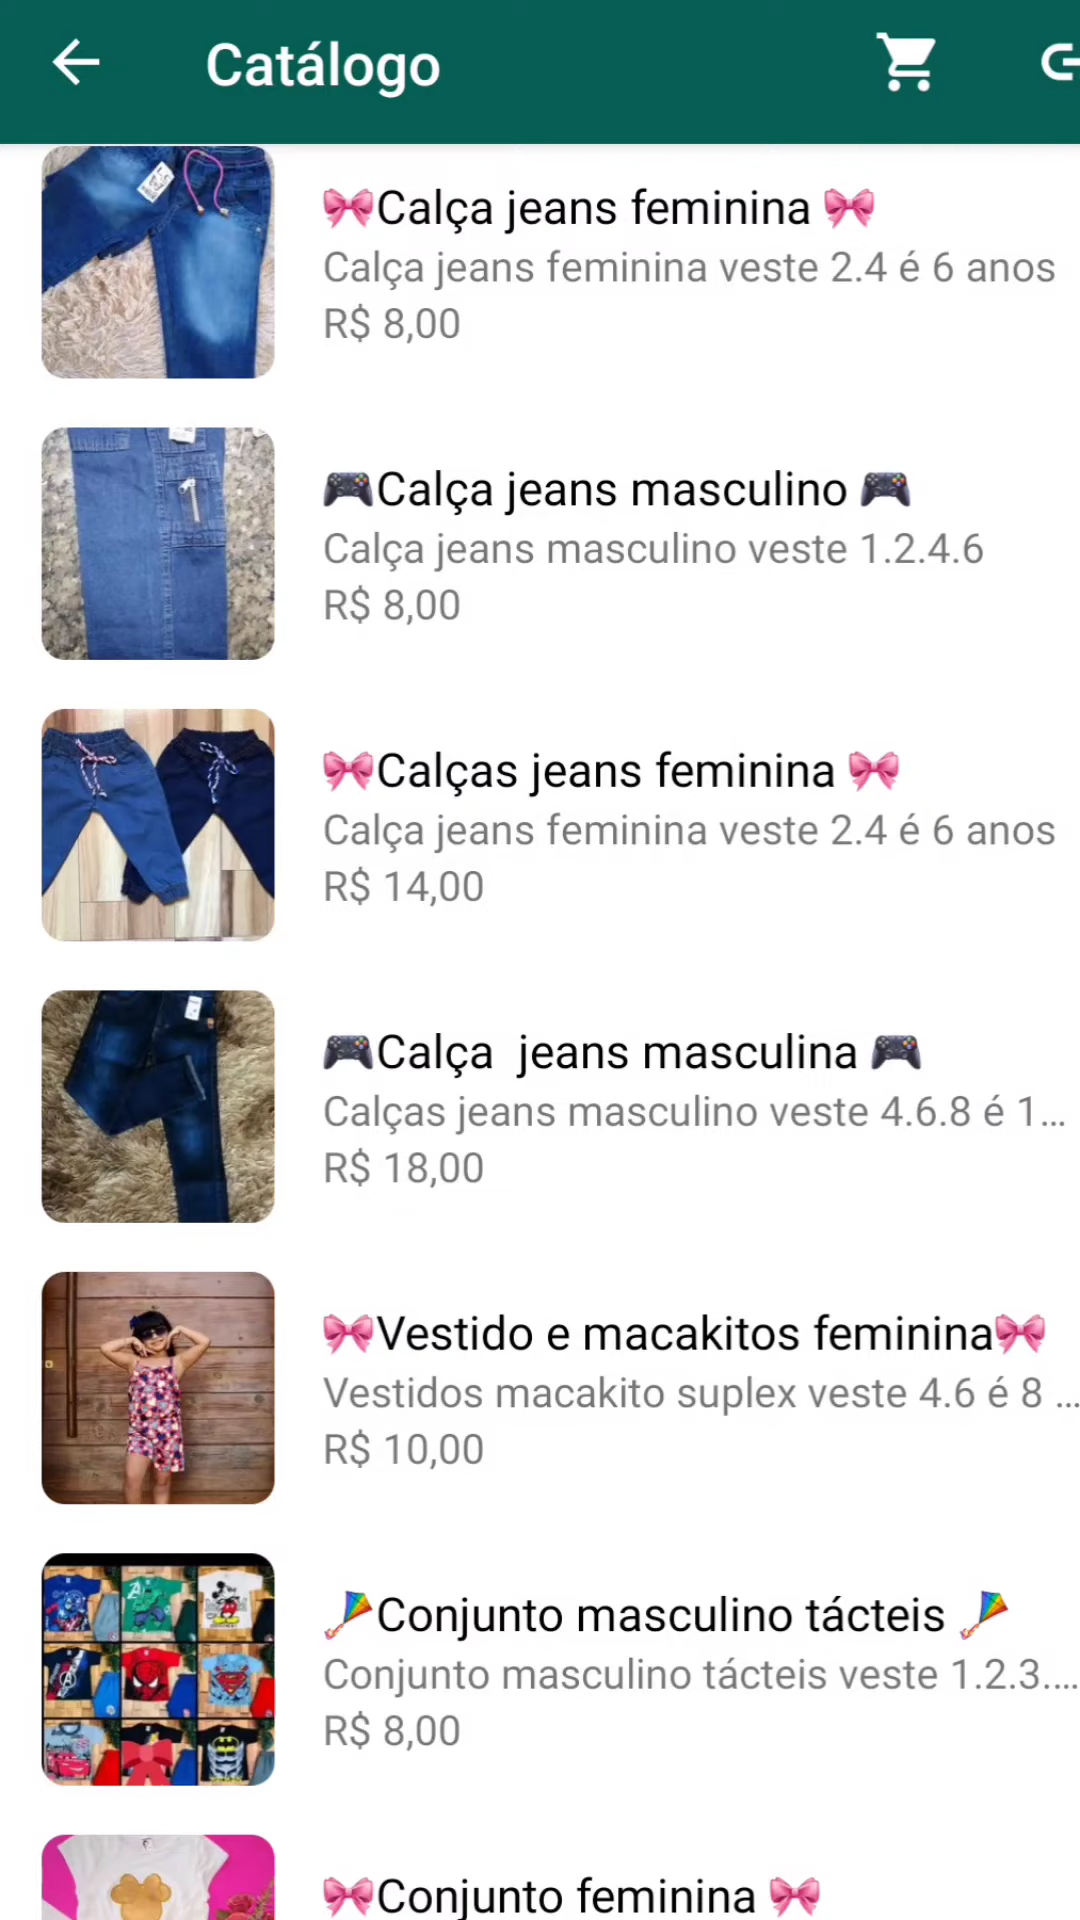 Catálogo
🎀Calça jeans feminina 🎀
Calça jeans feminina veste 2.4 é 6 anos
R$ 8,00
🎮Calça jeans masculino 🎮
Calça jeans masculino veste 1.2.4.6
R$ 8,00
🎀Calças jeans feminina 🎀
Calça jeans feminina veste 2.4 é 6 anos
R$ 14,00
🎮Calça  jeans masculina 🎮
Calças jeans masculino veste 4.6.8 é 1...
R$ 18,00
🎀Vestido e macakitos feminina🎀
Vestidos macakito suplex veste 4.6 é 8 ...
R$ 10,00
🪁Conjunto masculino tácteis 🪁
Conjunto masculino tácteis veste 1.2.3....
R$ 8,00
🎀Conjunto feminina 🎀